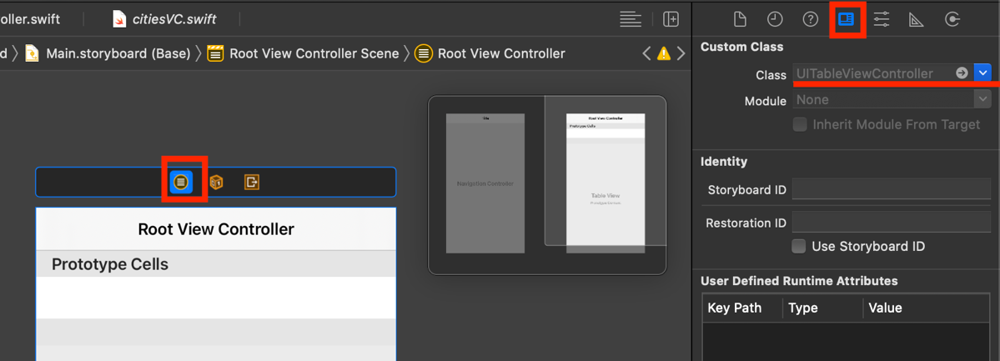 oller.swift
citiesVC.swift
d
Main.storyboard (Base)
Root View Controller Scene
Root View Controller
Title
Navigation Controller
Root View Controller
Prototype Cells
Table View
Prototype Content
Root View Controller
Prototype Cells
Custom Class
Class
UITableViewController
Module
None
Inherit Module From Target
Identity
Storyboard ID
Restoration ID
Use Storyboard ID
User Defined Runtime Attributes
Key Path
Type
Value